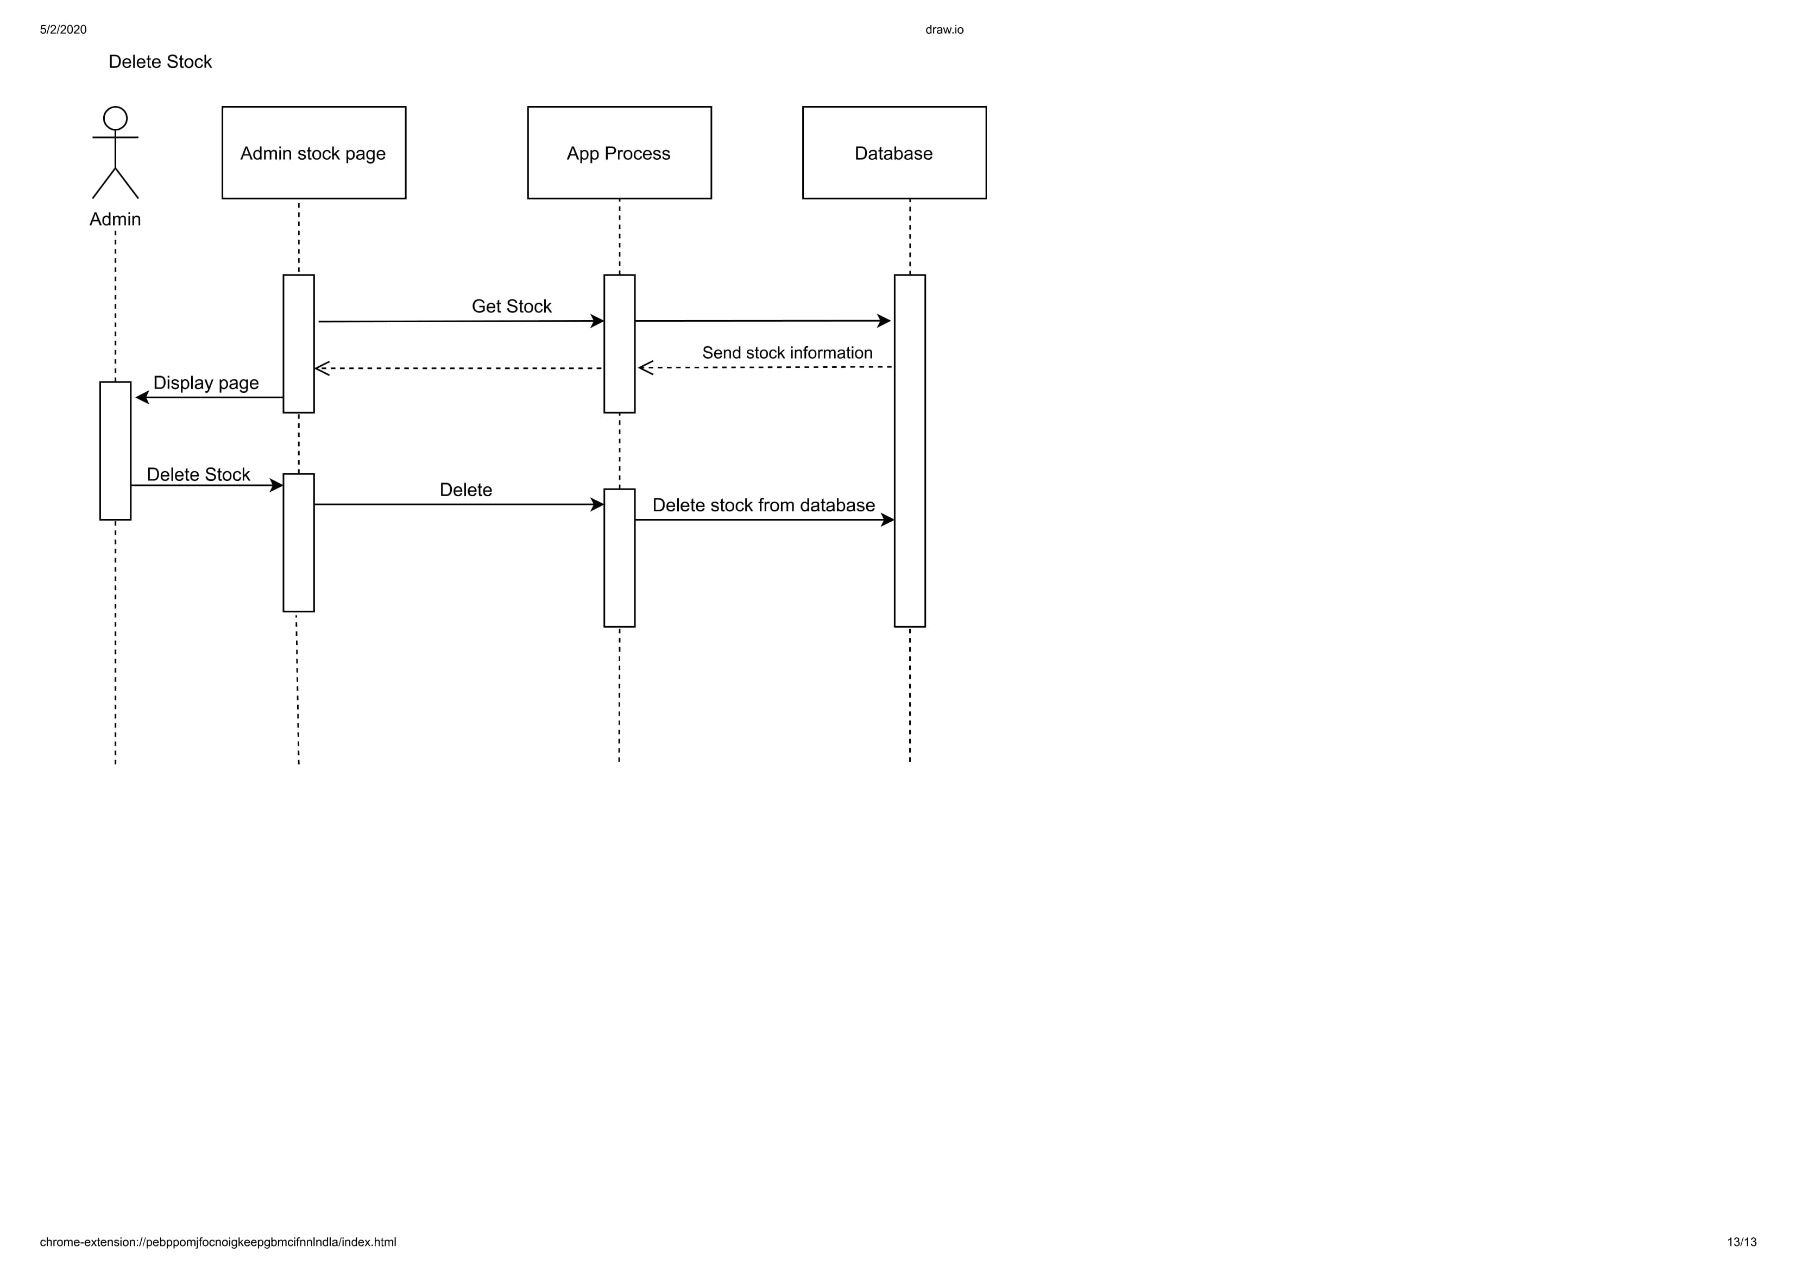 5/2/2020
draw.io
Delete Stock
Admin stock page
App Process
Database
Admin
Get Stock
Send stock information
Display page
Delete Stock
Delete
Delete stock from database
chrome-extension://pebppomjfocnoigkeepgbmcifnnlndla/index.html
13/13